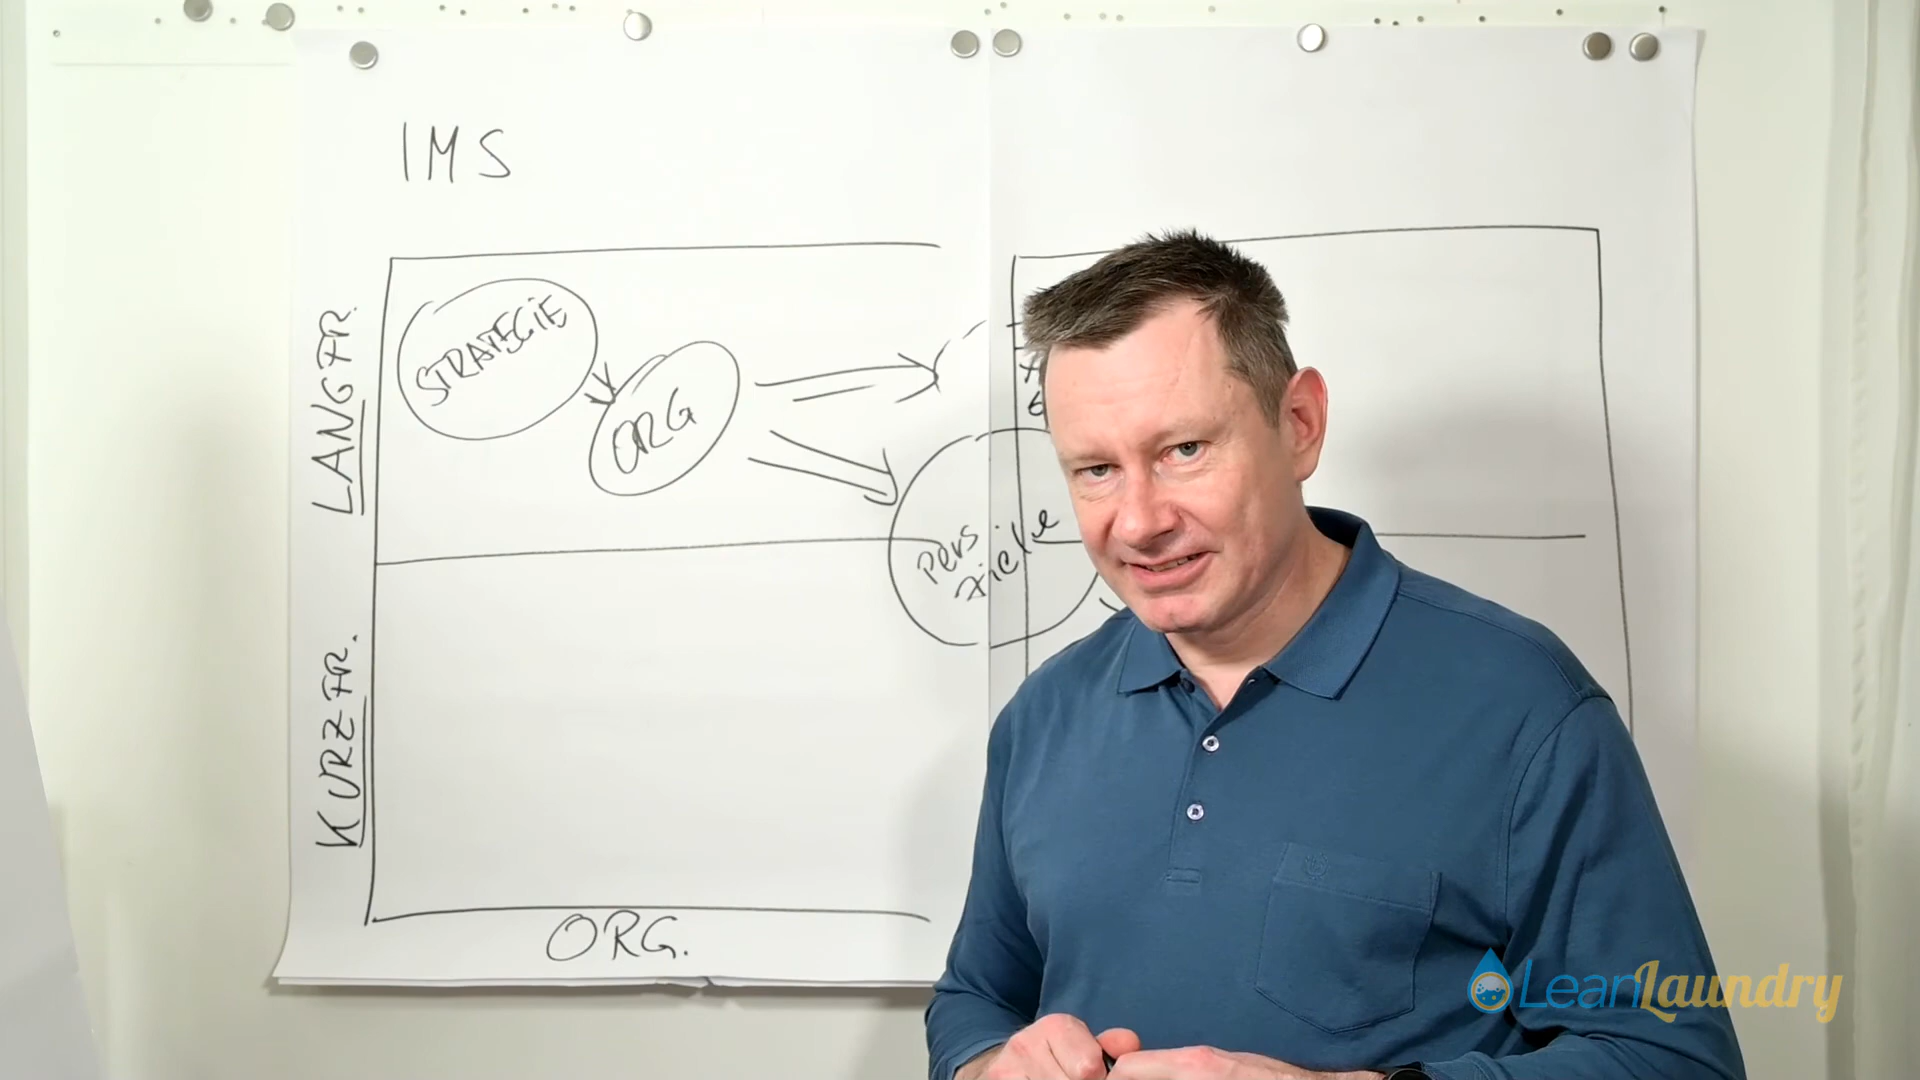 IMS
LANGFR.
STRATEGIE
ORG
Pers
Ziele
KURZFR.
ORG.
LeanLaundry